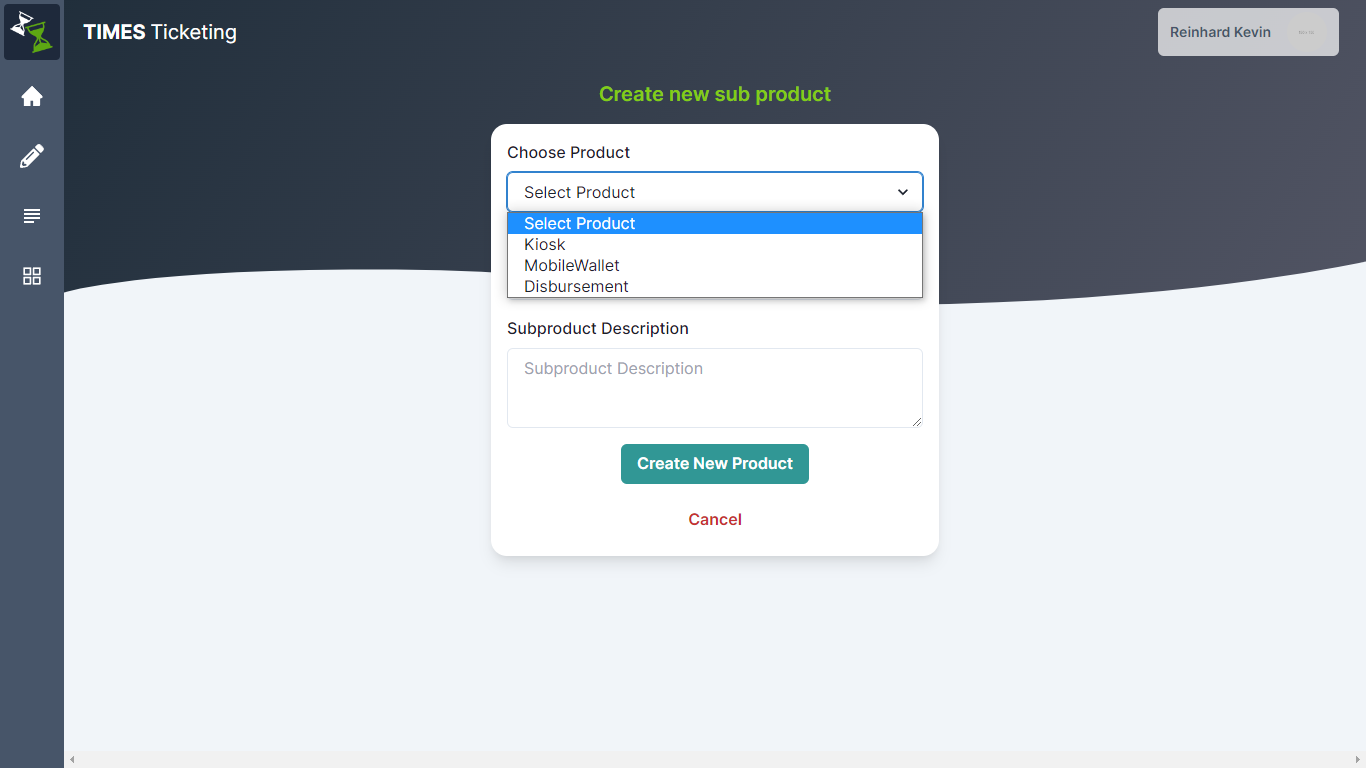 TIMES Ticketing
Reinhard Kevin
Create new sub product
Choose Product
Select Product
Select Product
Kiosk
MobileWallet
Disbursement
Subproduct Description
Subproduct Description
Create New Product
Cancel